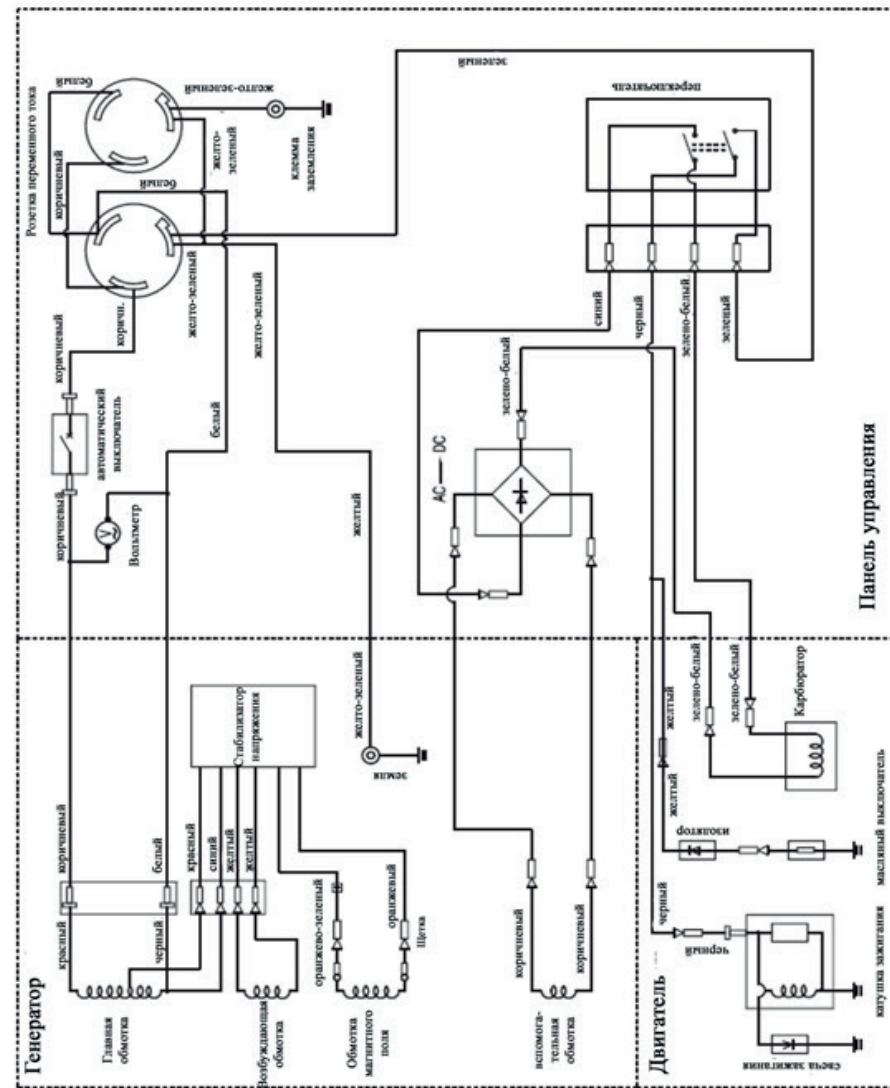 Генератор
Главная
обмотка
Возбуждающая
обмотка
Обмотка
магнитного
поля
вспомога-
тельная
обмотка
красный
черный
коричневый
белый
красный
синий
желтый
желтый
оранжево-зеленый
оранжевый
Щетка
Стабилизатор
напряжения
желто-зеленый
земля
коричневый
коричневый
Двигатель
черный
черный
Свеча зажигания
катушка зажигания
масляный выключатель
изолятор
желтый
желтый
зелено-белый
зелено-белый
Карбюратор
Панель управления
коричневый
Вольтметр
автоматический
выключатель
коричневый
коричн.
Розетка переменного тока
коричневый
белый
белый
желто-зеленый
желто-
зеленый
желто-зеленый
клемма
заземления
желто-зеленый
белый
желтый
зеленый
AC — DC
зелено-белый
синий
черный
зелено-белый
зеленый
переключатель